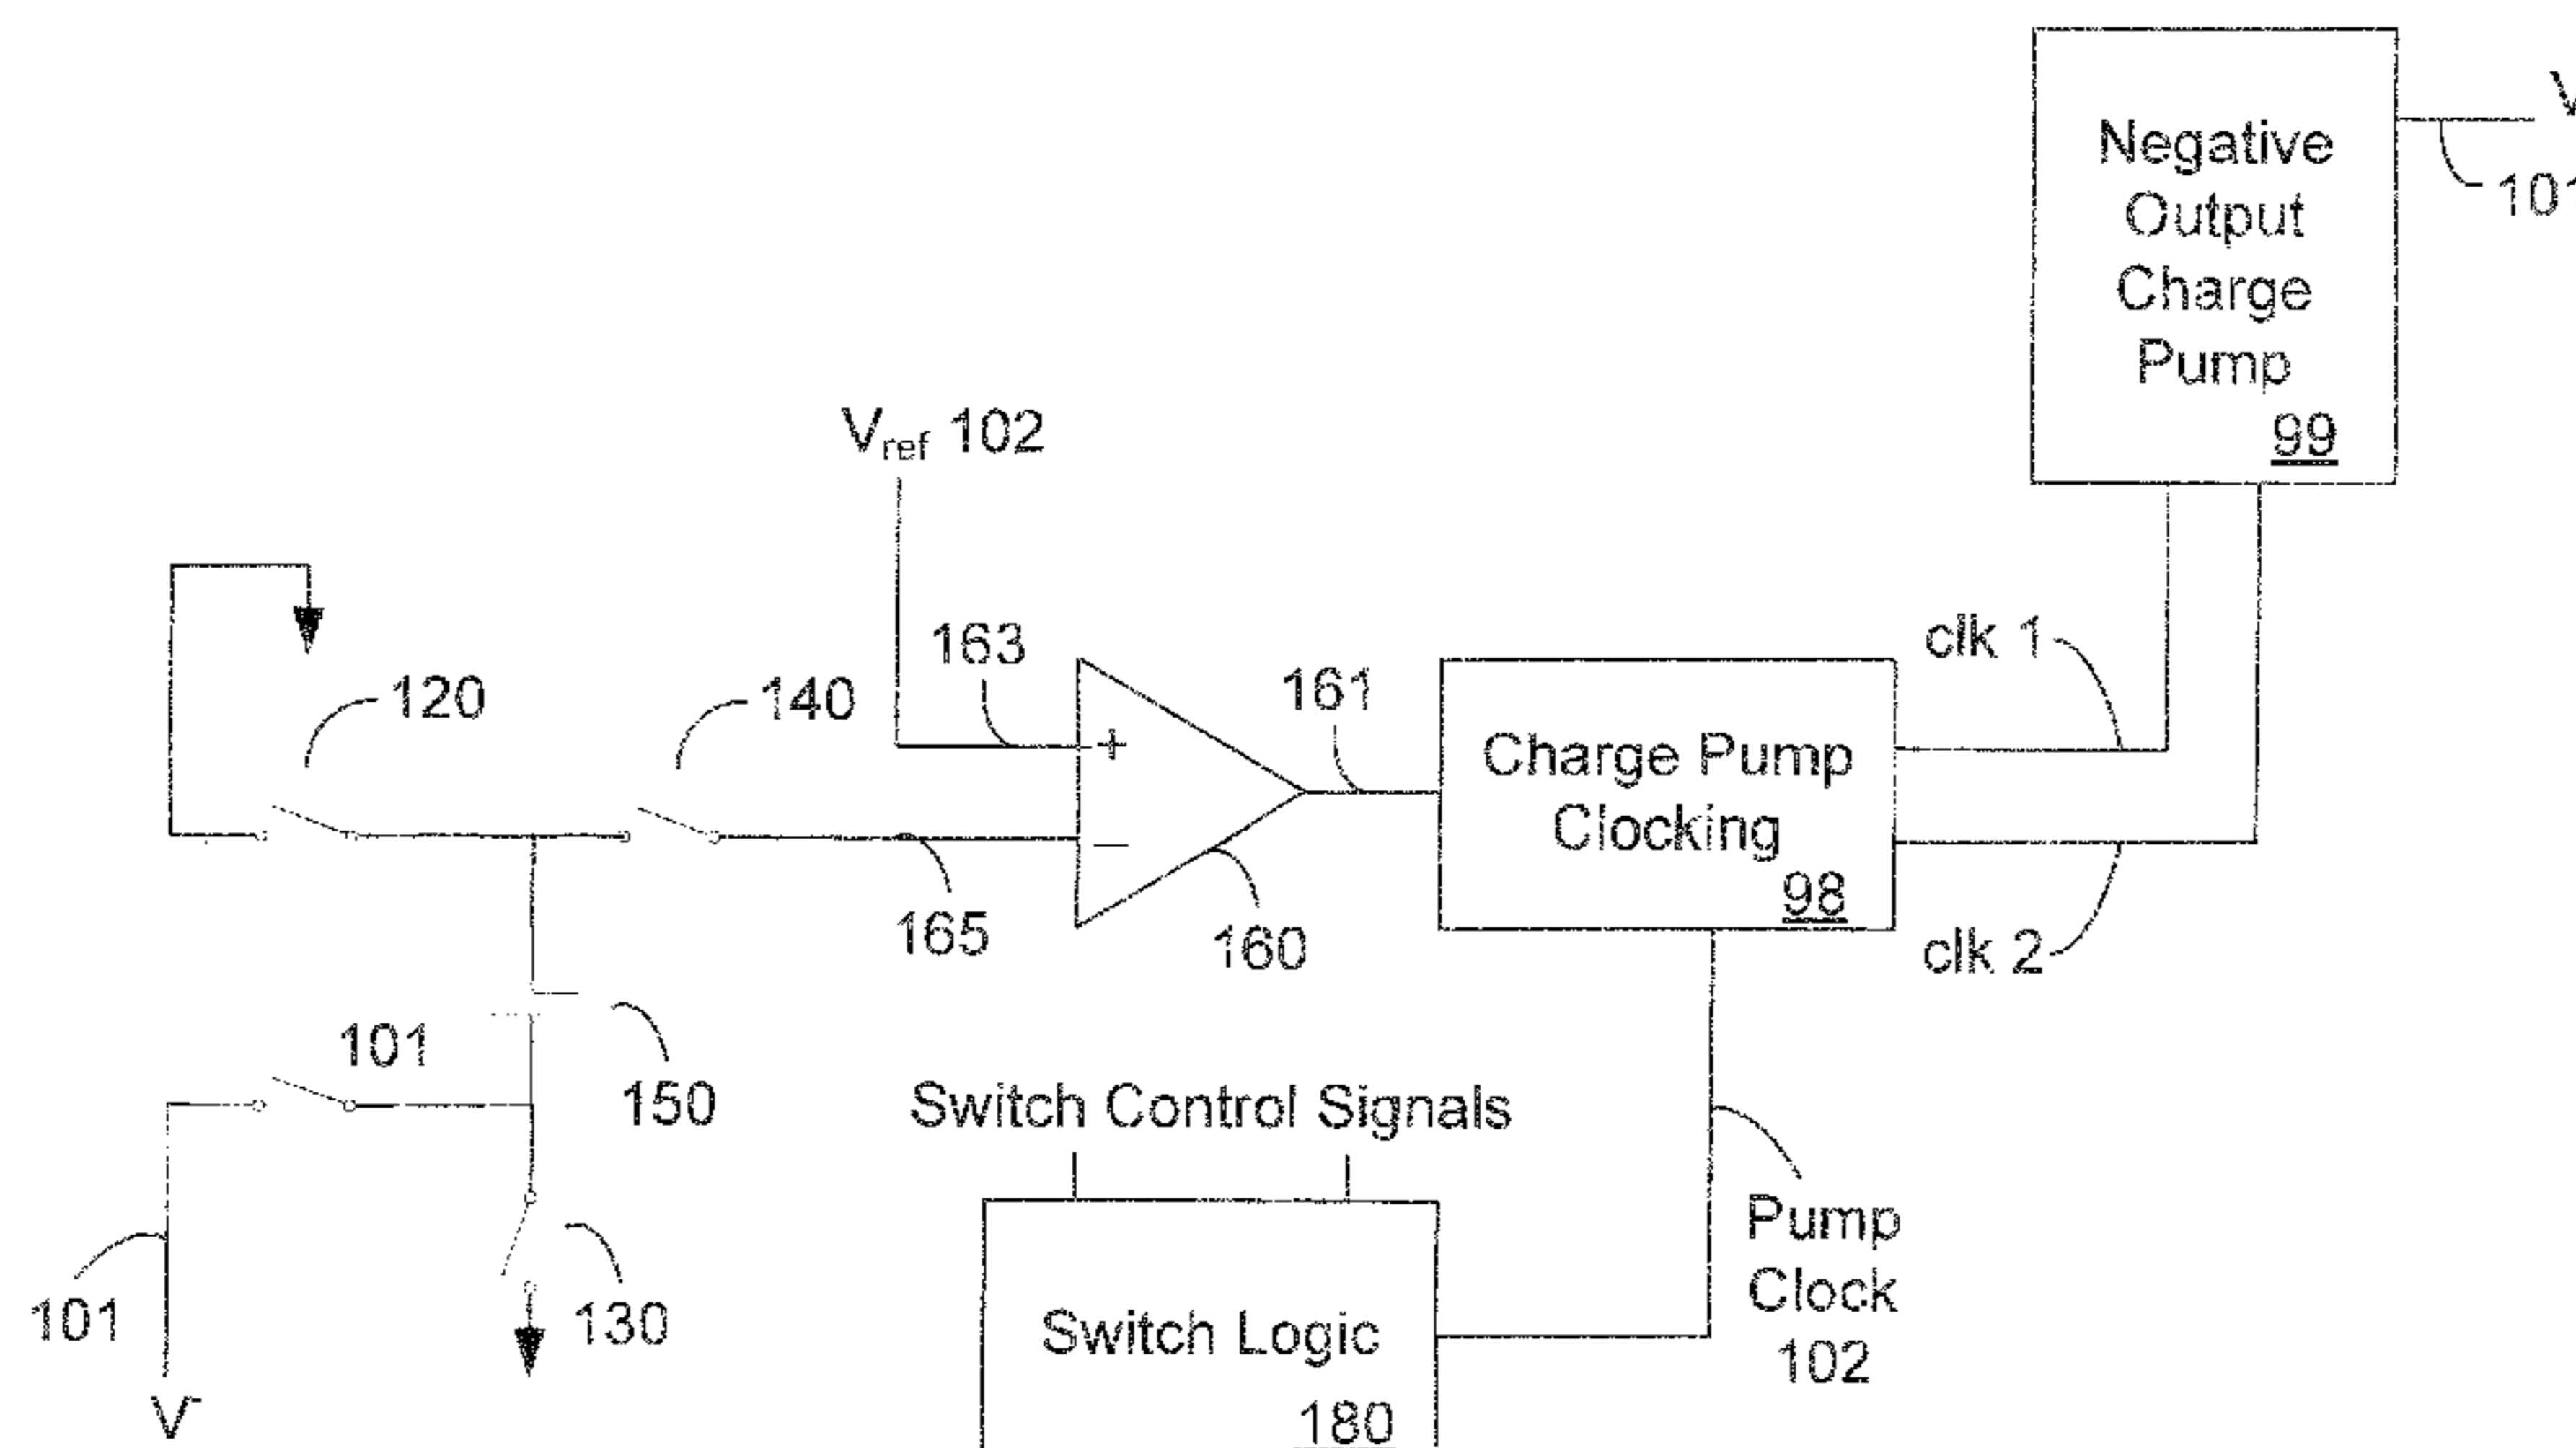 Negative
Output
Charge
Pump
99
V
101
Vref 102
163
120
140
161
clk 1
+
−
Charge Pump
Clocking
98
165
160
clk 2
101
150
Switch Control Signals
Pump
Clock
102
101
130
Switch Logic
180
V-